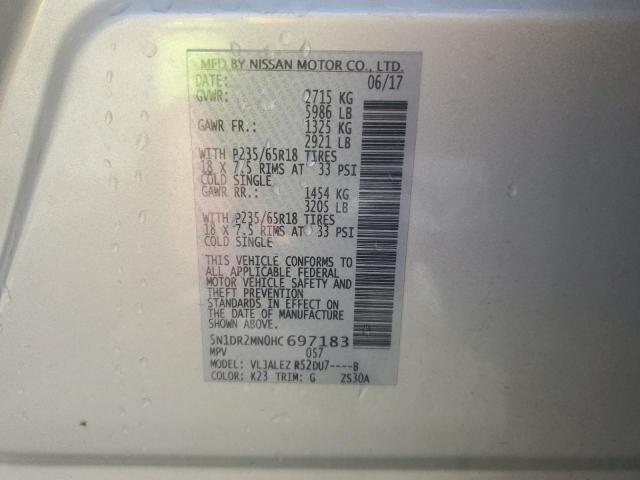 MFD BY NISSAN MOTOR CO., LTD.
DATE: 06/17
GVWR: 2715 KG
5986 LB
GAWR FR.: 1325 KG
2921 LB
WITH P235/65R18 TIRES
18 X 7.5 RIMS AT 33 PSI
COLD SINGLE
GAWR RR.: 1454 KG
3205 LB
WITH P235/65R18 TIRES
18 X 7.5 RIMS AT 33 PSI
COLD SINGLE
THIS VEHICLE CONFORMS TO
ALL APPLICABLE FEDERAL
MOTOR VEHICLE SAFETY AND
THEFT PREVENTION
STANDARDS IN EFFECT ON
THE DATE OF MANUFACTURE
SHOWN ABOVE.
5N1DR2MN0HC697183
MPV 057
MODEL: VLJALEZ R52DU7----B
COLOR: K23 TRIM: G ZS30A